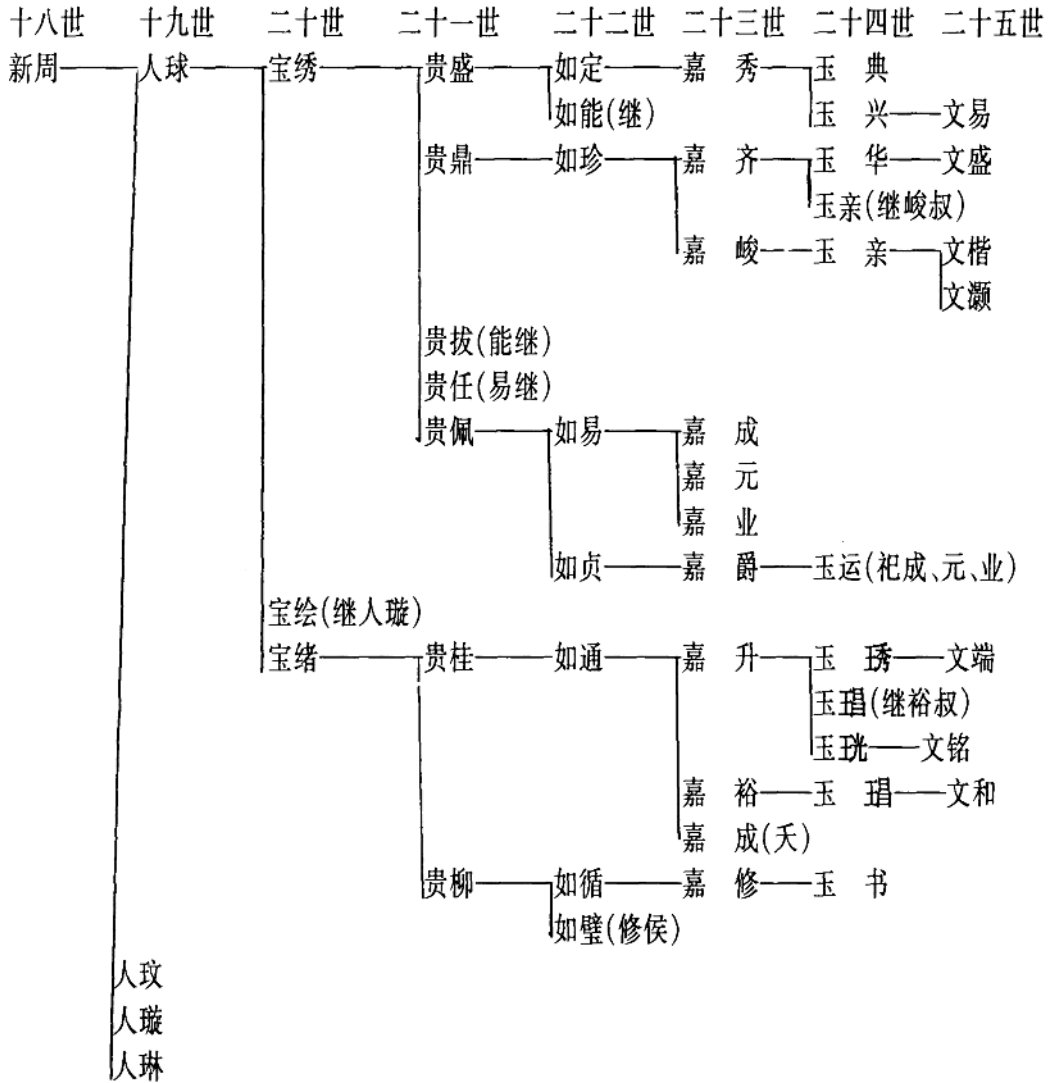 十八世 十九世 二十世 二十一世 二十二世 二十三世 二十四世 二十五世
新周 人球 宝绣 贵盛 如定 嘉秀 玉典
如能(继) 玉兴 文易
贵鼎 如珍 嘉齐 玉华 文盛
玉亲(继峻叔)
嘉峻 玉亲 文楷
文灏
贵拔(能继)
贵任(易继)
贵佩 如易 嘉成
嘉元
嘉业
如贞 嘉爵 玉运(祀成、元、业)
宝绘(继人璇)
宝绪 贵桂 如通 嘉升 玉琇 文端
玉琩(继裕叔)
玉珖 文铭
嘉裕 玉琩 文和
嘉成(夭)
贵柳 如循 嘉修 玉书
如璧(修侯)
人玟
人璇
人琳